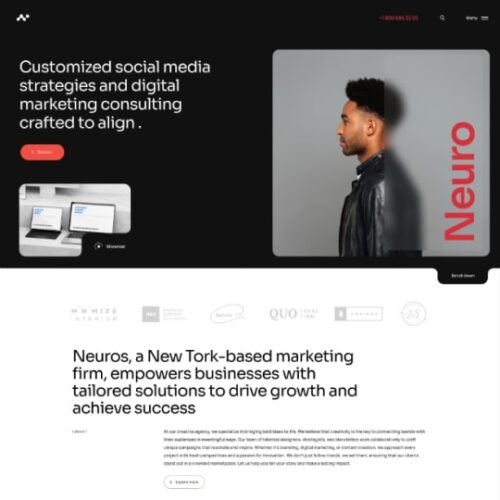 +1 800 684 32 50
Menu
Customized social media
strategies and digital
marketing consulting
crafted to align .
Neuro
Showreel
Scroll down
QUO LEGAL
FIRM
Neuros, a New Tork-based marketing
firm, empowers businesses with
tailored solutions to drive growth and
achieve success
At our creative agency, we specialize in bringing bold ideas to life. We believe that creativity is the key to connecting brands with
their audiences in meaningful ways. Our team of talented designers, strategists, and storytellers work collaboratively to craft
unique campaigns that resonate and inspire. Whether it's branding, digital marketing, or content creation, we approach every
project with fresh perspectives and a passion for innovation. We don't just follow trends, we set them, ensuring that our clients
stand out in a crowded marketplace. Let us help you tell your story and make a lasting impact.
Explore more